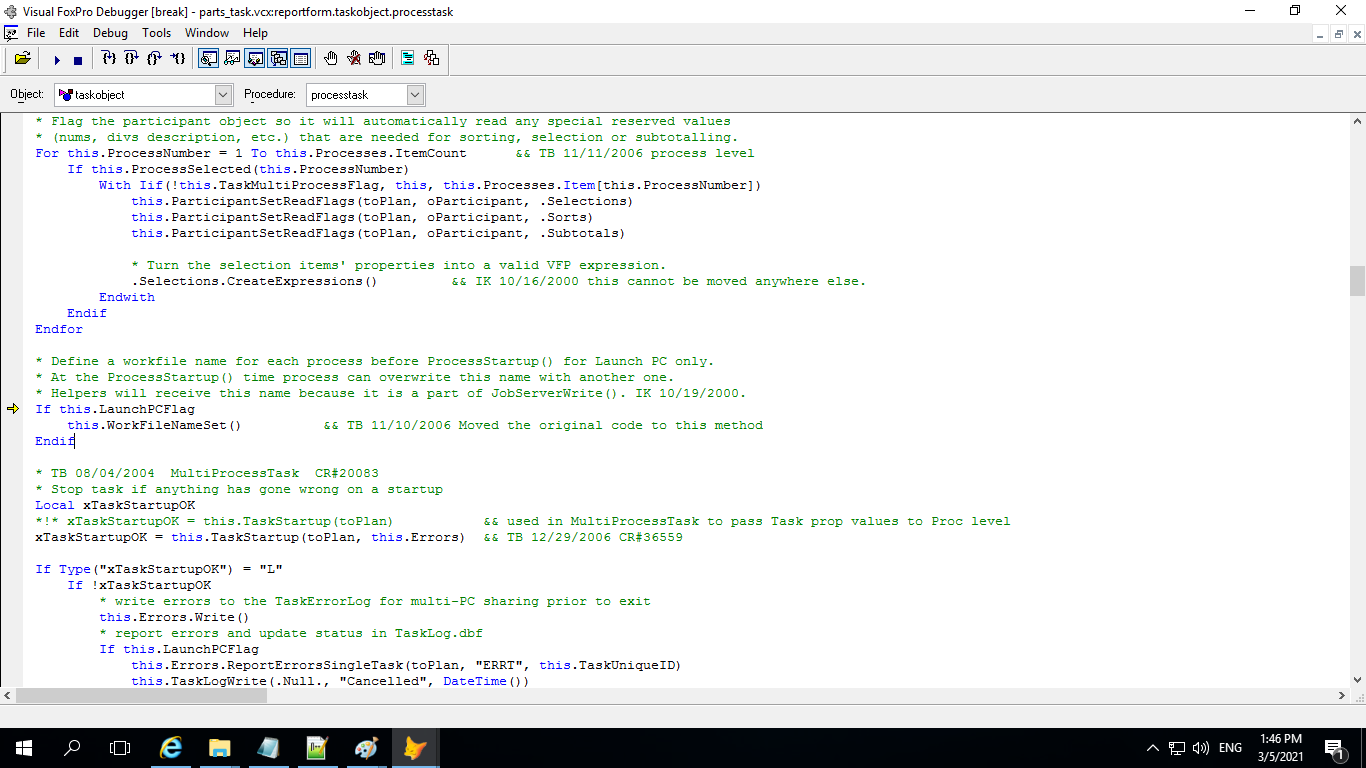 Visual FoxPro Debugger [break] - parts_task.vcx:reportform.taskobject.processtask
File Edit Debug Tools Window Help
Object: taskobject Procedure: processtask
* Flag the participant object so it will automatically read any special reserved values
* (nums, divs description, etc.) that are needed for sorting, selection or subtotalling.
For this.ProcessNumber = 1 To this.Processes.ItemCount && TB 11/11/2006 process level
If this.ProcessSelected(this.ProcessNumber)
With Iif(!this.TaskMultiProcessFlag, this, this.Processes.Item[this.ProcessNumber])
this.ParticipantSetReadFlags(toPlan, oParticipant, .Selections)
this.ParticipantSetReadFlags(toPlan, oParticipant, .Sorts)
this.ParticipantSetReadFlags(toPlan, oParticipant, .Subtotals)
* Turn the selection items' properties into a valid VFP expression.
.Selections.CreateExpressions() && IK 10/16/2000 this cannot be moved anywhere else.
Endwith
Endif
Endfor
* Define a workfile name for each process before ProcessStartup() for Launch PC only.
* At the ProcessStartup() time process can overwrite this name with another one.
* Helpers will receive this name because it is a part of JobServerWrite(). IK 10/19/2000.
If this.LaunchPCFlag
this.WorkFileNameSet() && TB 11/10/2006 Moved the original code to this method
Endif
* TB 08/04/2004 MultiProcessTask CR#20083
* Stop task if anything has gone wrong on a startup
Local xTaskStartupOK
*!* xTaskStartupOK = this.TaskStartup(toPlan) && used in MultiProcessTask to pass Task prop values to Proc level
xTaskStartupOK = this.TaskStartup(toPlan, this.Errors) && TB 12/29/2006 CR#36559
If Type("xTaskStartupOK") = "L"
If !xTaskStartupOK
* write errors to the TaskErrorLog for multi-PC sharing prior to exit
this.Errors.Write()
* report errors and update status in TaskLog.dbf
If this.LaunchPCFlag
this.Errors.ReportErrorsSingleTask(toPlan, "ERRT", this.TaskUniqueID)
this.TaskLogWrite(.Null., "Cancelled", DateTime())
ENG
1:46 PM
3/5/2021
1